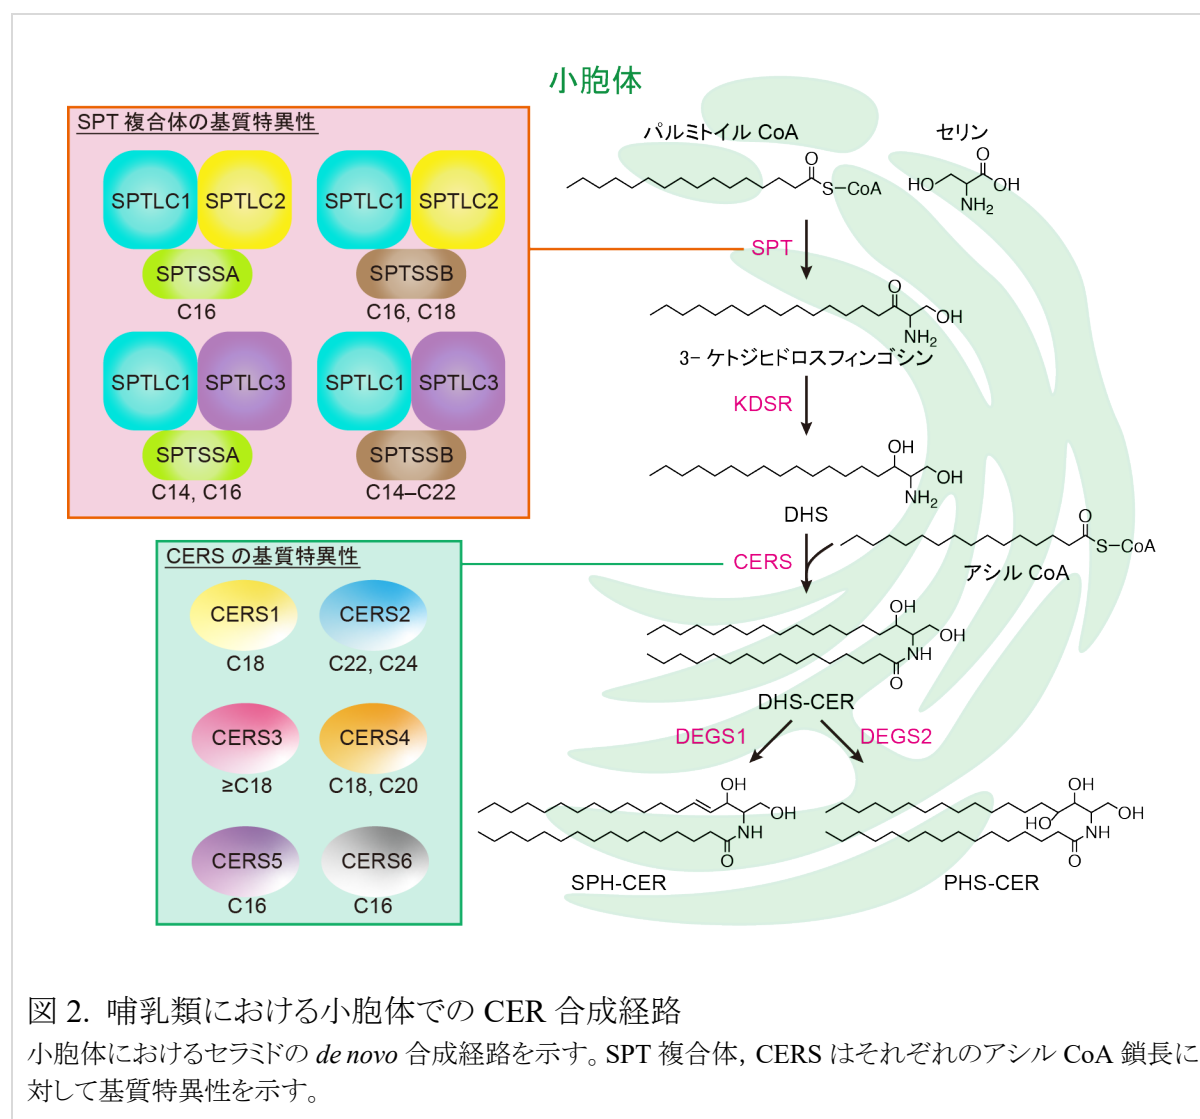 小胞体
SPT 複合体の基質特異性
SPTLC1 SPTLC2 SPTLC1 SPTLC2
SPTSSA SPTSSB
C16 C16, C18
SPTLC1 SPTLC3 SPTLC1 SPTLC3
SPTSSA SPTSSB
C14, C16 C14–C22
CERS の基質特異性
CERS1 CERS2
C18 C22, C24
CERS3 CERS4
≥C18 C18, C20
CERS5 CERS6
C16 C16
パルミトイル CoA セリン
O
S–CoA
O
HO OH
NH2
SPT
O
OH
NH2
3- ケトジヒドロスフィンゴシン
KDSR
OH
OH
NH2
DHS
CERS
O
S–CoA
アシル CoA
OH
OH
NH
O
DHS-CER
DEGS1 DEGS2
OH
OH
NH
O
SPH-CER
OH
OH
HO
NH
O
PHS-CER
図 2. 哺乳類における小胞体での CER 合成経路
小胞体におけるセラミドの de novo 合成経路を示す。SPT 複合体, CERS はそれぞれのアシル CoA 鎖長に
対して基質特異性を示す。